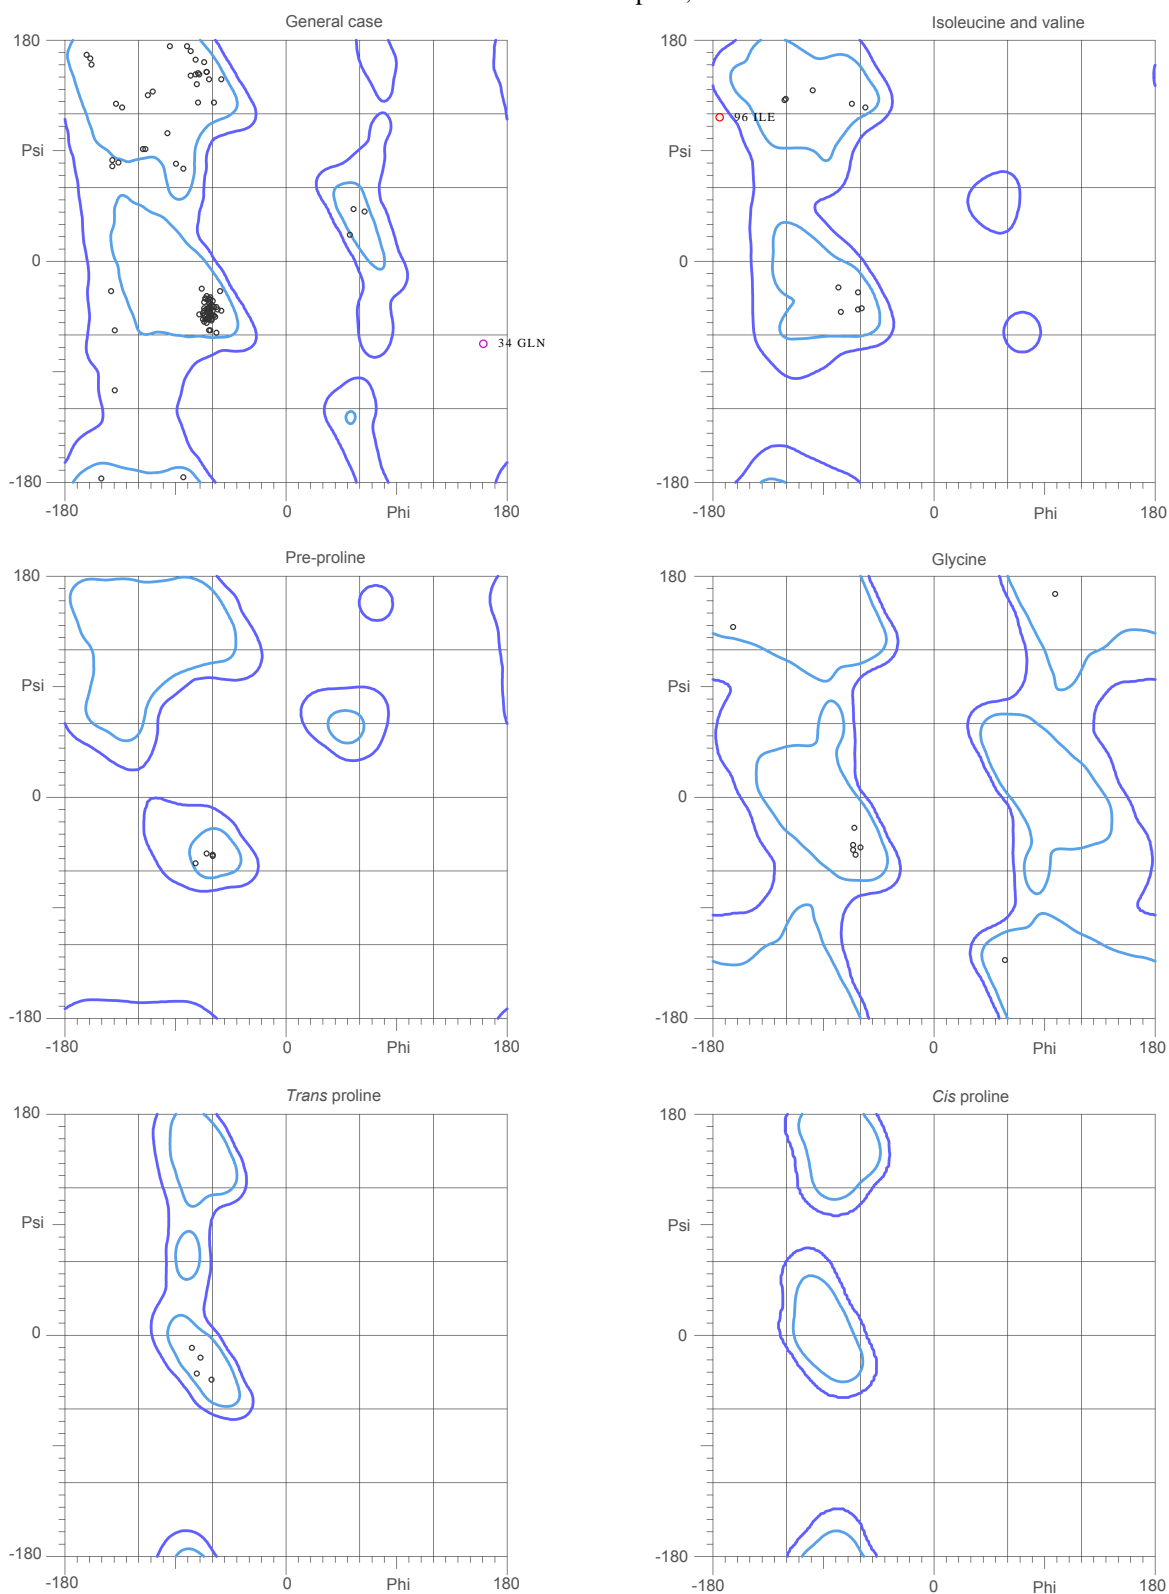 General case
180
Psi
0
-180
-180
0
Phi
180
34 GLN
Isoleucine and valine
180
Psi
0
-180
-180
0
Phi
180
96 ILE
Pre-proline
180
Psi
0
-180
-180
0
Phi
180
Glycine
180
Psi
0
-180
-180
0
Phi
180
Trans proline
180
Psi
0
-180
-180
0
Phi
180
Cis proline
180
Psi
0
-180
-180
0
Phi
180